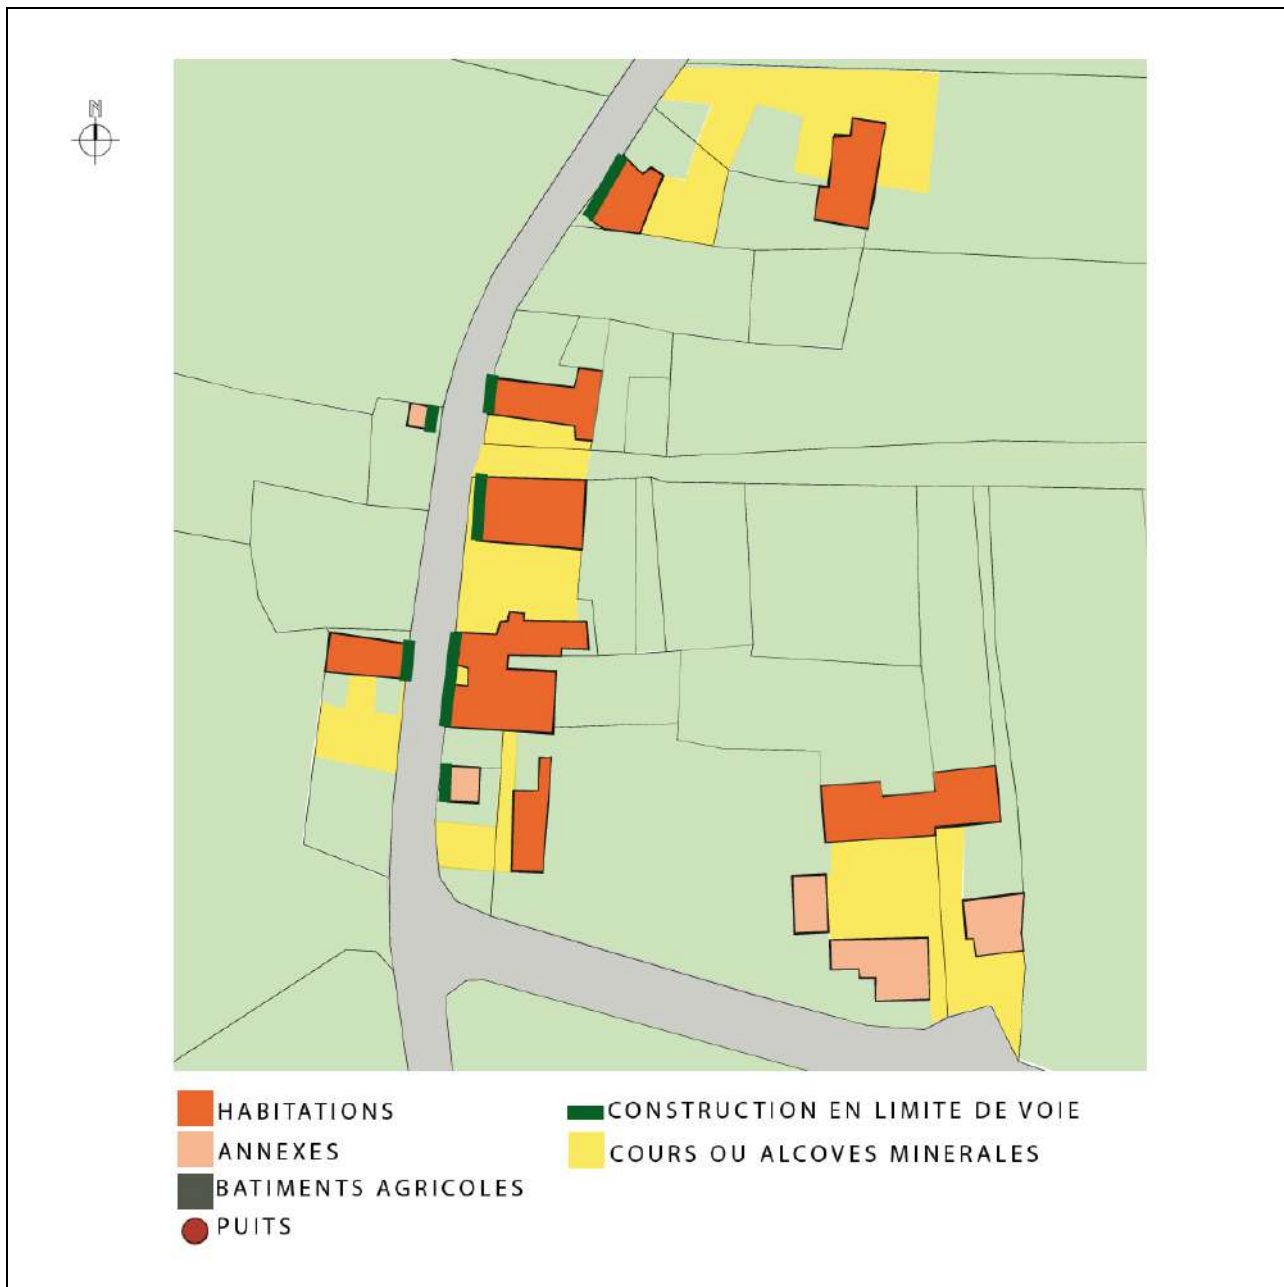 N
HABITATIONS
ANNEXES
BATIMENTS AGRICOLES
PUITS
CONSTRUCTION EN LIMITE DE VOIE
COURS OU ALCOVES MINERALES